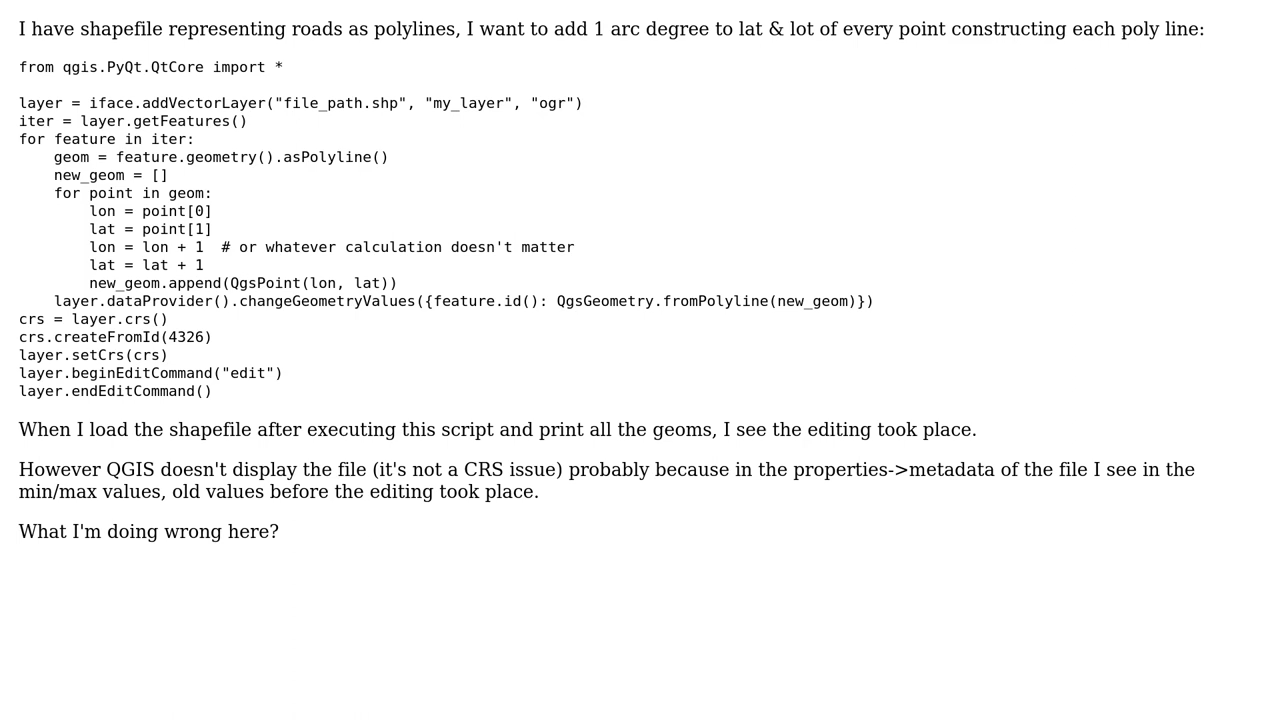 I have shapefile representing roads as polylines, I want to add 1 arc degree to lat & lot of every point constructing each poly line:
from qgis.PyQt.QtCore import *
layer = iface.addVectorLayer("file_path.shp", "my_layer", "ogr")
iter = layer.getFeatures()
for feature in iter:
    geom = feature.geometry().asPolyline()
    new_geom = []
    for point in geom:
        lon = point[0]
        lat = point[1]
        lon = lon + 1  # or whatever calculation doesn't matter
        lat = lat + 1
        new_geom.append(QgsPoint(lon, lat))
    layer.dataProvider().changeGeometryValues({feature.id(): QgsGeometry.fromPolyline(new_geom)})
crs = layer.crs()
crs.createFromId(4326)
layer.setCrs(crs)
layer.beginEditCommand("edit")
layer.endEditCommand()
When I load the shapefile after executing this script and print all the geoms, I see the editing took place.
However QGIS doesn't display the file (it's not a CRS issue) probably because in the properties->metadata of the file I see in the
min/max values, old values before the editing took place.
What I'm doing wrong here?